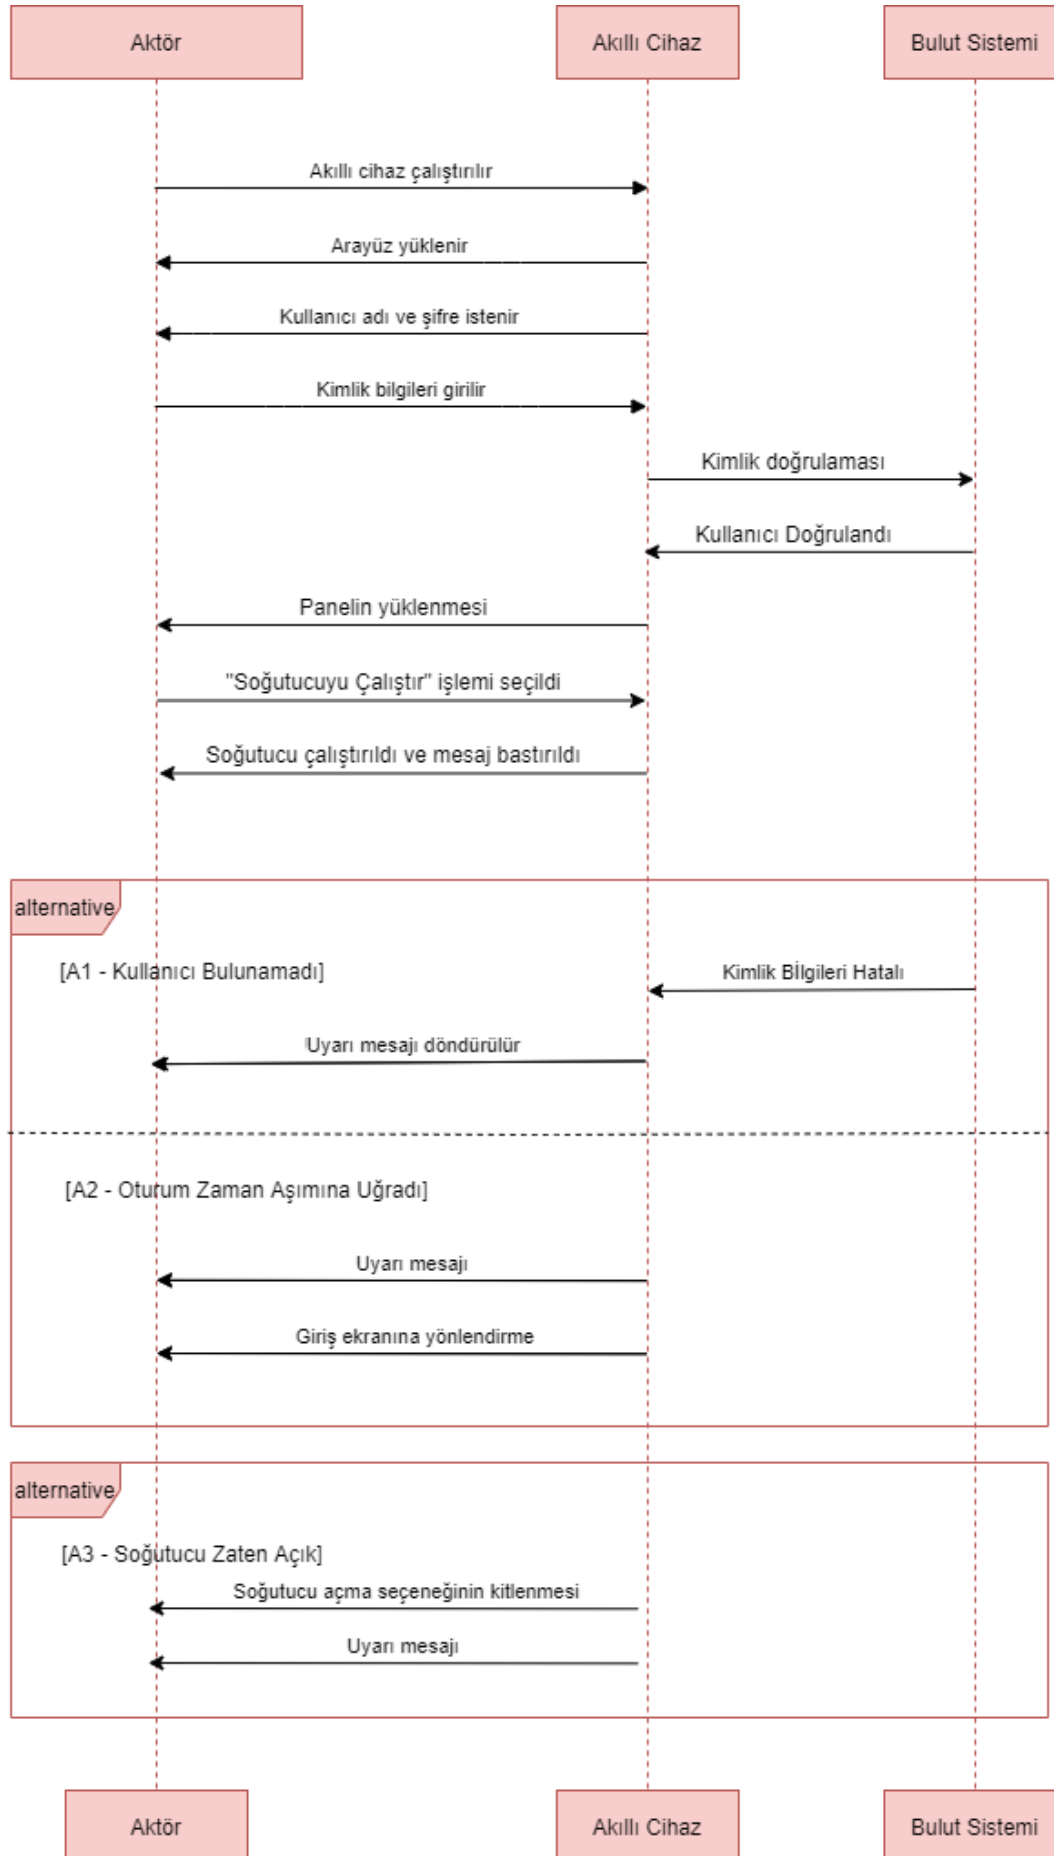 Aktör
Akıllı Cihaz
Bulut Sistemi
Akıllı cihaz çalıştırılır
Arayüz yüklenir
Kullanıcı adı ve şifre istenir
Kimlik bilgileri girilir
Kimlik doğrulaması
Kullanıcı Doğrulandı
Panelin yüklenmesi
"Soğutucuyu Çalıştır" işlemi seçildi
Soğutucu çalıştırıldı ve mesaj bastırıldı
alternative
[A1 - Kullanıcı Bulunamadı]
Kimlik Bİlgileri Hatalı
Uyarı mesajı döndürülür
[A2 - Oturum Zaman Aşımına Uğradı]
Uyarı mesajı
Giriş ekranına yönlendirme
alternative
[A3 - Soğutucu Zaten Açık]
Soğutucu açma seçeneğinin kitlenmesi
Uyarı mesajı
Aktör
Akıllı Cihaz
Bulut Sistemi